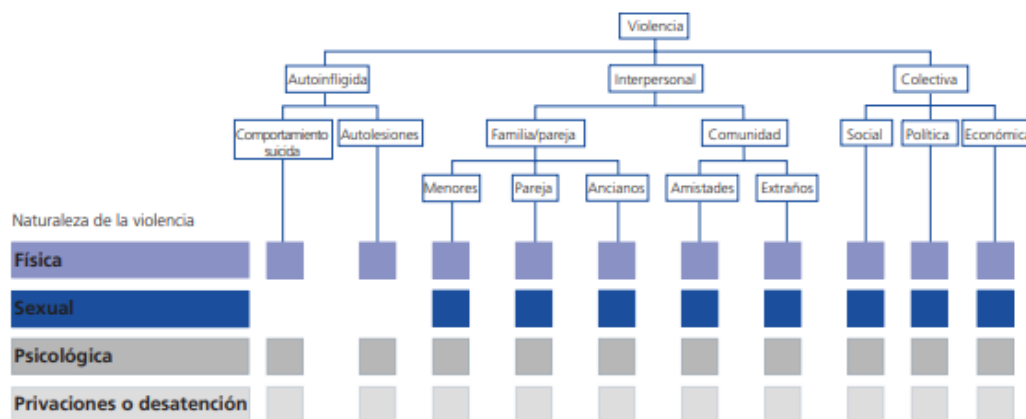 Violencia
Autoinfligida
Interpersonal
Colectiva
Comportamiento
suicida
Autolesiones
Familia/pareja
Comunidad
Social
Política
Económica
Menores
Pareja
Ancianos
Amistades
Extraños
Naturaleza de la violencia
Física
Sexual
Psicológica
Privaciones o desatención